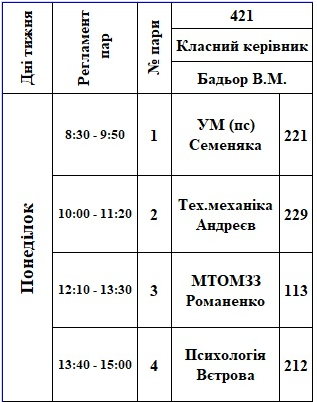 Дні тижня
Регламент
пар
№ пари
421
Класний керівник
Бадьор В.М.
Понеділок
8:30 - 9:50
1
УМ (пс)
Семеняка
221
10:00 - 11:20
2
Тех.механіка
Андреєв
229
12:10 - 13:30
3
МТОМЗЗ
Романенко
113
13:40 - 15:00
4
Психологія
Вєтрова
212